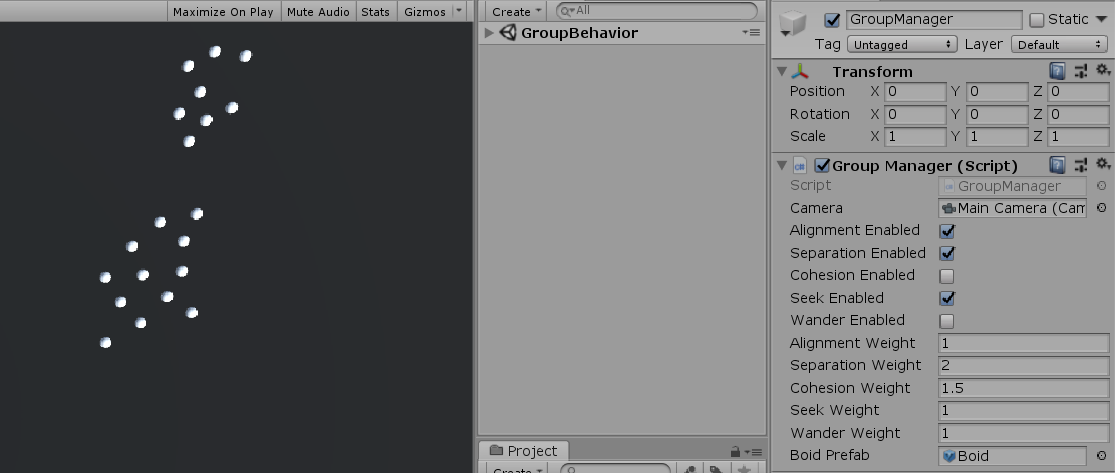 Maximize On Play Mute Audio Stats Gizmos
Create All
GroupBehavior
Project
Create
GroupManager Static
Tag Untagged Layer Default
Transform
Position X 0 Y 0 Z 0
Rotation X 0 Y 0 Z 0
Scale X 1 Y 1 Z 1
Group Manager (Script)
Script GroupManager
Camera Main Camera (Cam
Alignment Enabled
Separation Enabled
Cohesion Enabled
Seek Enabled
Wander Enabled
Alignment Weight 1
Separation Weight 2
Cohesion Weight 1.5
Seek Weight 1
Wander Weight 1
Boid Prefab Boid